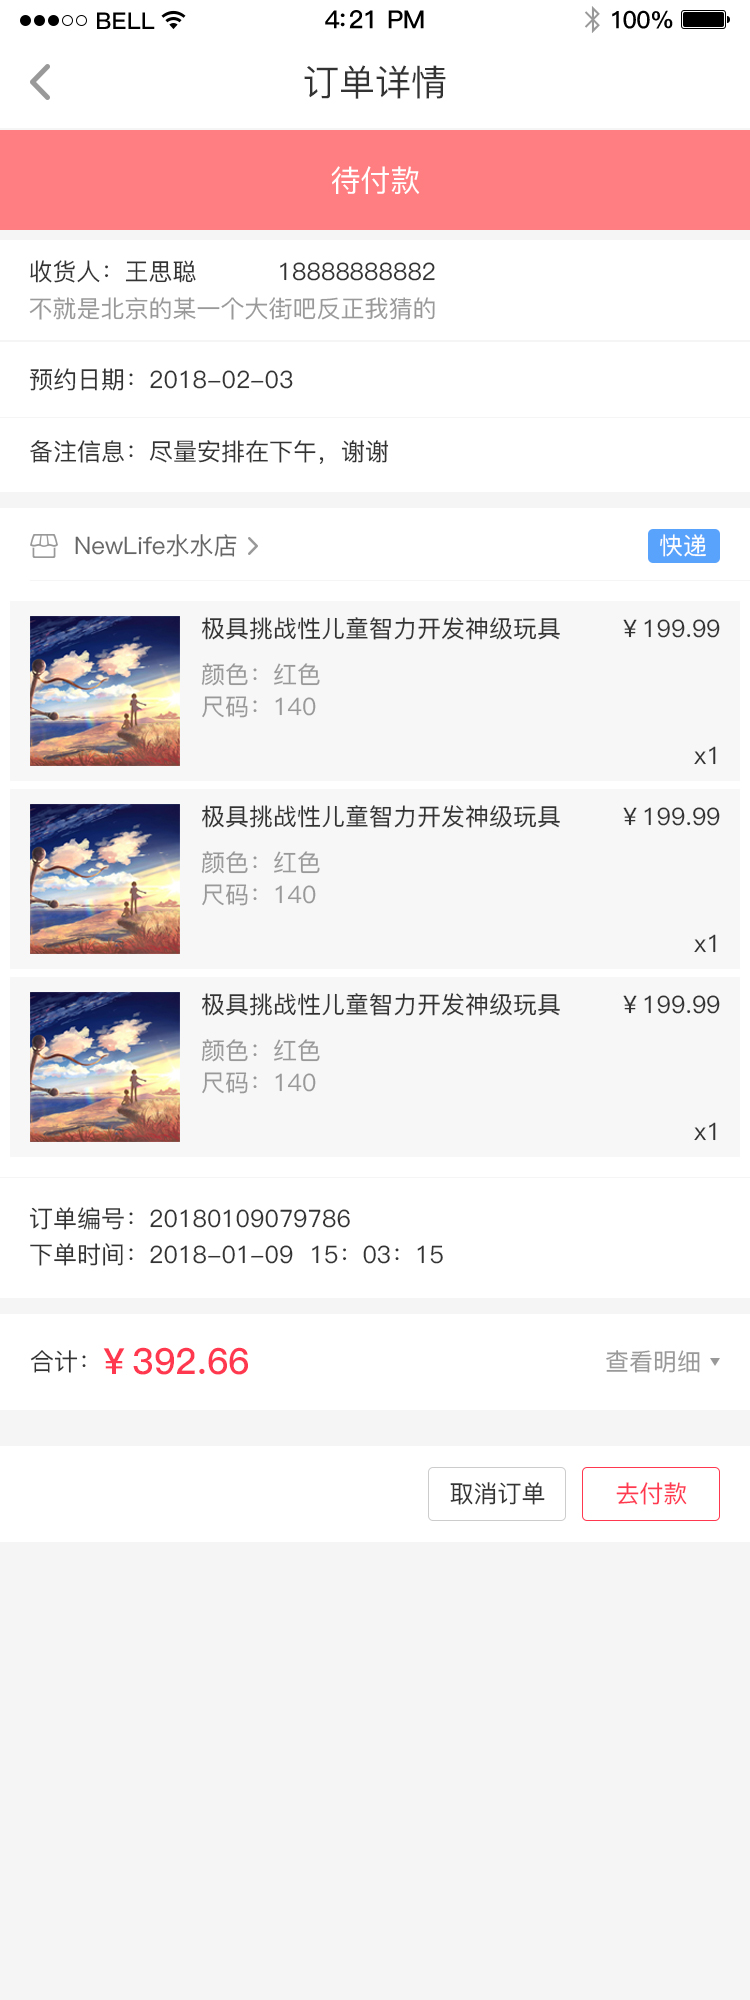 BELL 4:21 PM 100%
订单详情
待付款
收货人：王思聪 18888888882
不就是北京的某一个大街吧反正我猜的
预约日期：2018-02-03
备注信息：尽量安排在下午，谢谢
NewLife水水店 快递
极具挑战性儿童智力开发神级玩具 ¥199.99
颜色：红色
尺码：140
x1
极具挑战性儿童智力开发神级玩具 ¥199.99
颜色：红色
尺码：140
x1
极具挑战性儿童智力开发神级玩具 ¥199.99
颜色：红色
尺码：140
x1
订单编号：20180109079786
下单时间：2018-01-09 15：03：15
合计：¥392.66 查看明细
取消订单 去付款